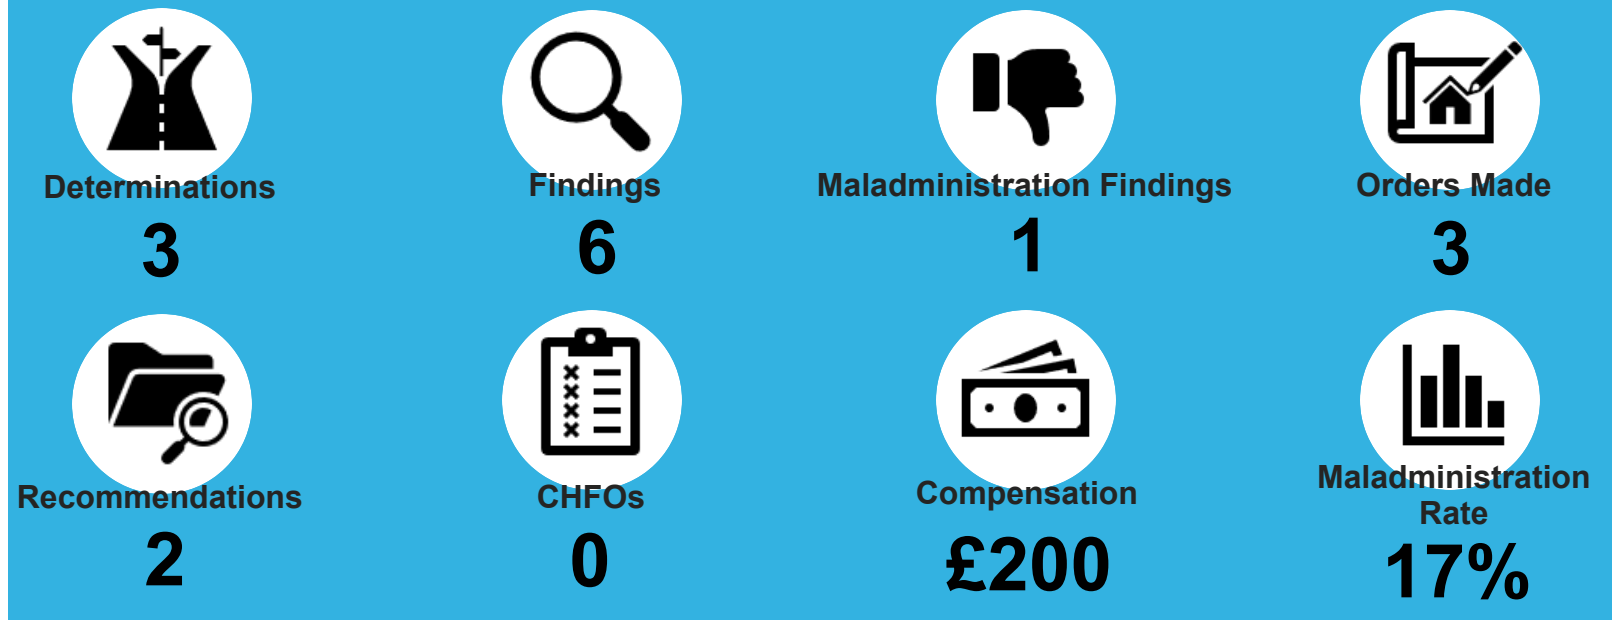 Determinations
3
Findings
6
Maladministration Findings
1
Orders Made
3
Recommendations
2
CHFOs
0
Compensation
£200
Maladministration
Rate
17%